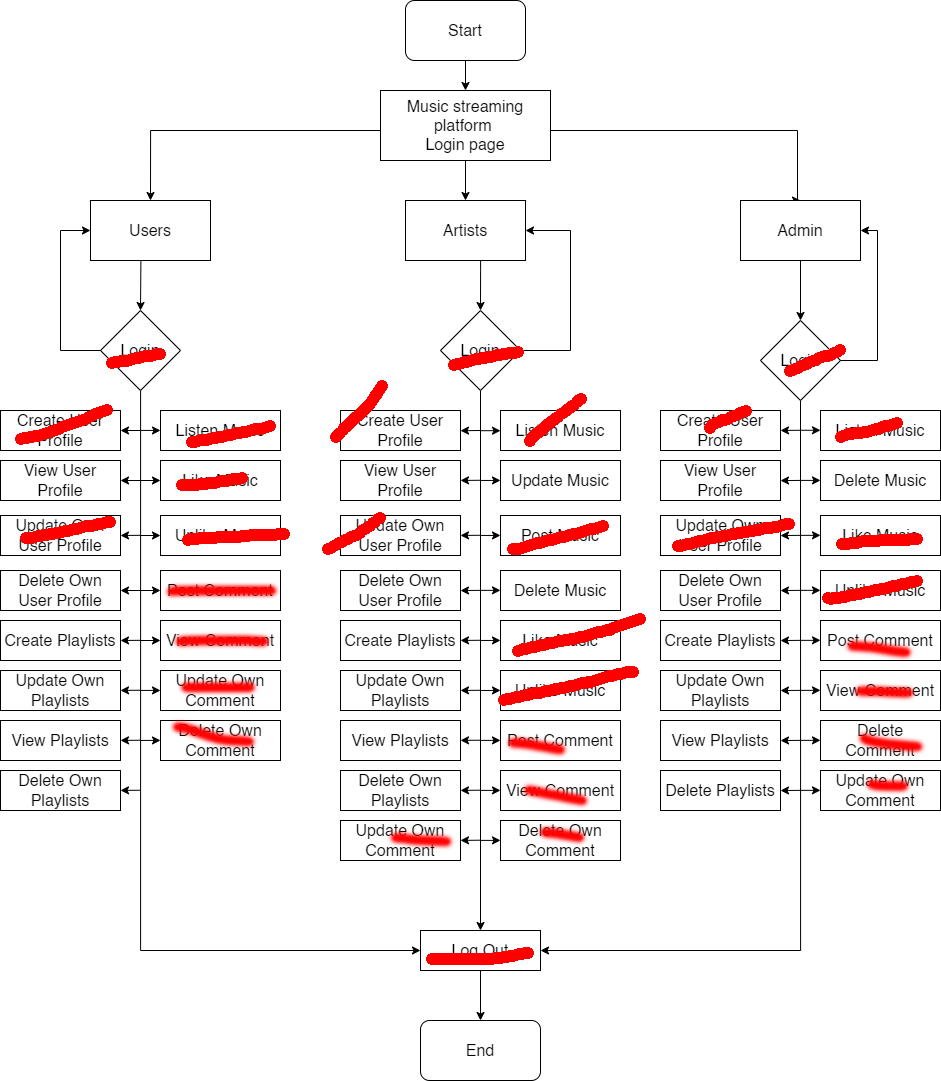 Start
Music streaming
platform
Login page
Users
Artists
Admin
Login
Login
Login
Create User
Profile
Listen Music
View User
Profile
Like Music
Update Own
User Profile
Unlike Music
Delete Own
User Profile
Post Comment
Create Playlists
View Comment
Update Own
Playlists
Update Own
Comment
View Playlists
Delete Own
Comment
Delete Own
Playlists
Create User
Profile
Listen Music
View User
Profile
Update Music
Update Own
User Profile
Post Music
Delete Own
User Profile
Delete Music
Create Playlists
Like Music
Update Own
Playlists
Unlike Music
View Playlists
Post Comment
Delete Own
Playlists
View Comment
Update Own
Comment
Delete Own
Comment
Create User
Profile
Listen Music
View User
Profile
Delete Music
Update Own
User Profile
Like Music
Delete Own
User Profile
Unlike Music
Create Playlists
Post Comment
Update Own
Playlists
View Comment
View Playlists
Delete
Comment
Delete Playlists
Update Own
Comment
Log Out
End